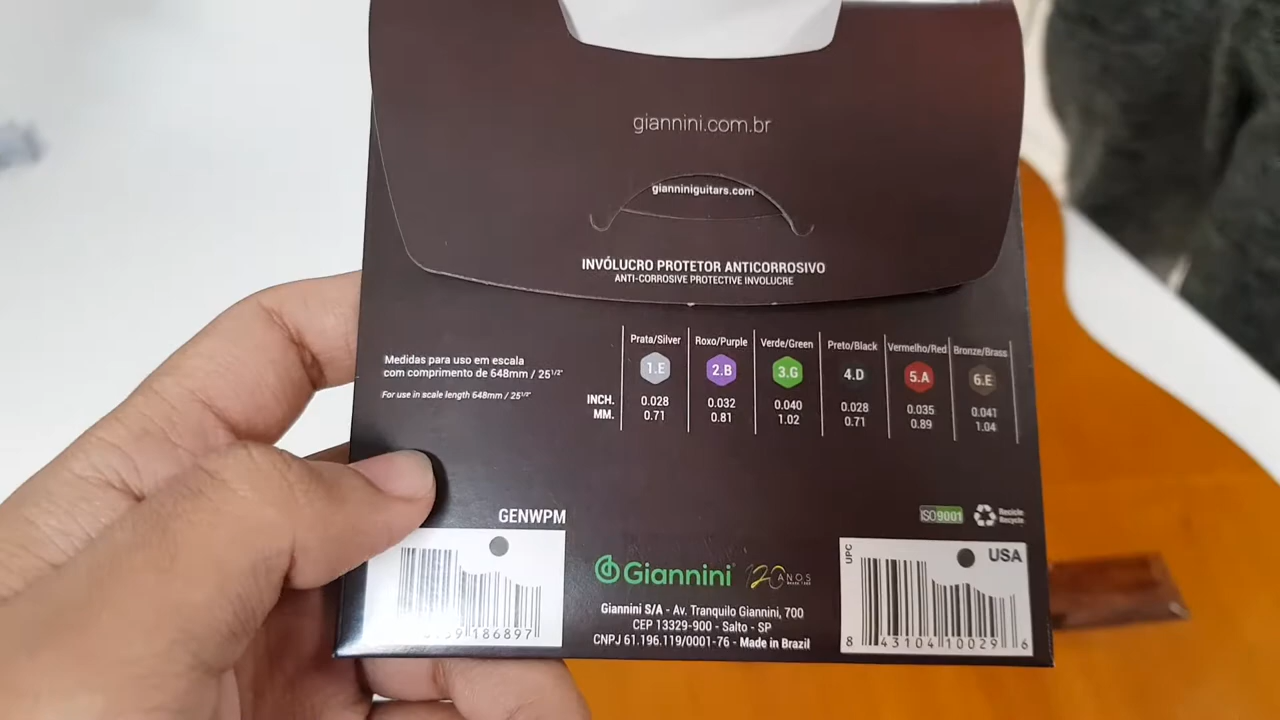 giannini.com.br
gianniniguitars.com
INVÓLUCRO PROTETOR ANTICORROSIVO
ANTI-CORROSIVE PROTECTIVE INVOLUCRE
Medidas para uso em escala
com comprimento de 648mm / 25¹/²"
For use in scale length 648mm / 25¹/²"
Prata/Silver Roxo/Purple Verde/Green Preto/Black Vermelho/Red Bronze/Brass
1.E 2.B 3.G 4.D 5.A 6.E
INCH. 0.028 0.032 0.040 0.028 0.035 0.041
MM. 0.71 0.81 1.02 0.71 0.89 1.04
GENWPM
186897
ISO9001
Recicle
Recycle
Giannini
120 ANOS
Giannini S/A - Av. Tranquilo Giannini, 700
CEP 13329-900 - Salto - SP
CNPJ 61.196.119/0001-76 - Made in Brazil
UPC
USA
8 43104 10029 6